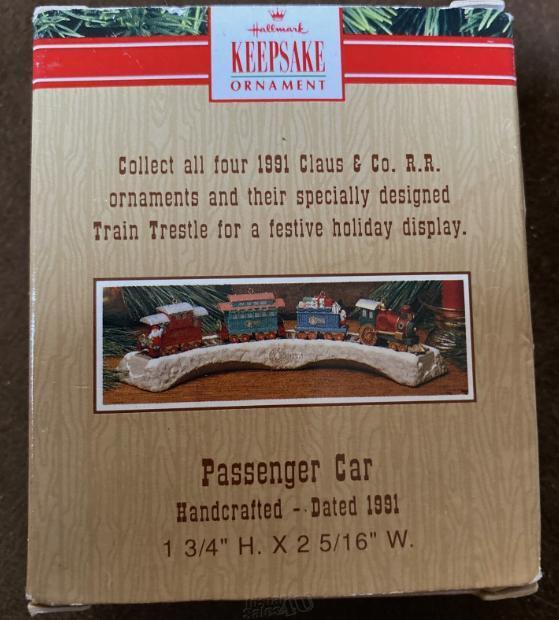 Hallmark
KEEPSAKE
ORNAMENT
Collect all four 1991 Claus & Co. R.R.
ornaments and their specially designed
Train Trestle for a festive holiday display.
Passenger Car
Handcrafted - Dated 1991
1 3/4" H. X 2 5/16" W.